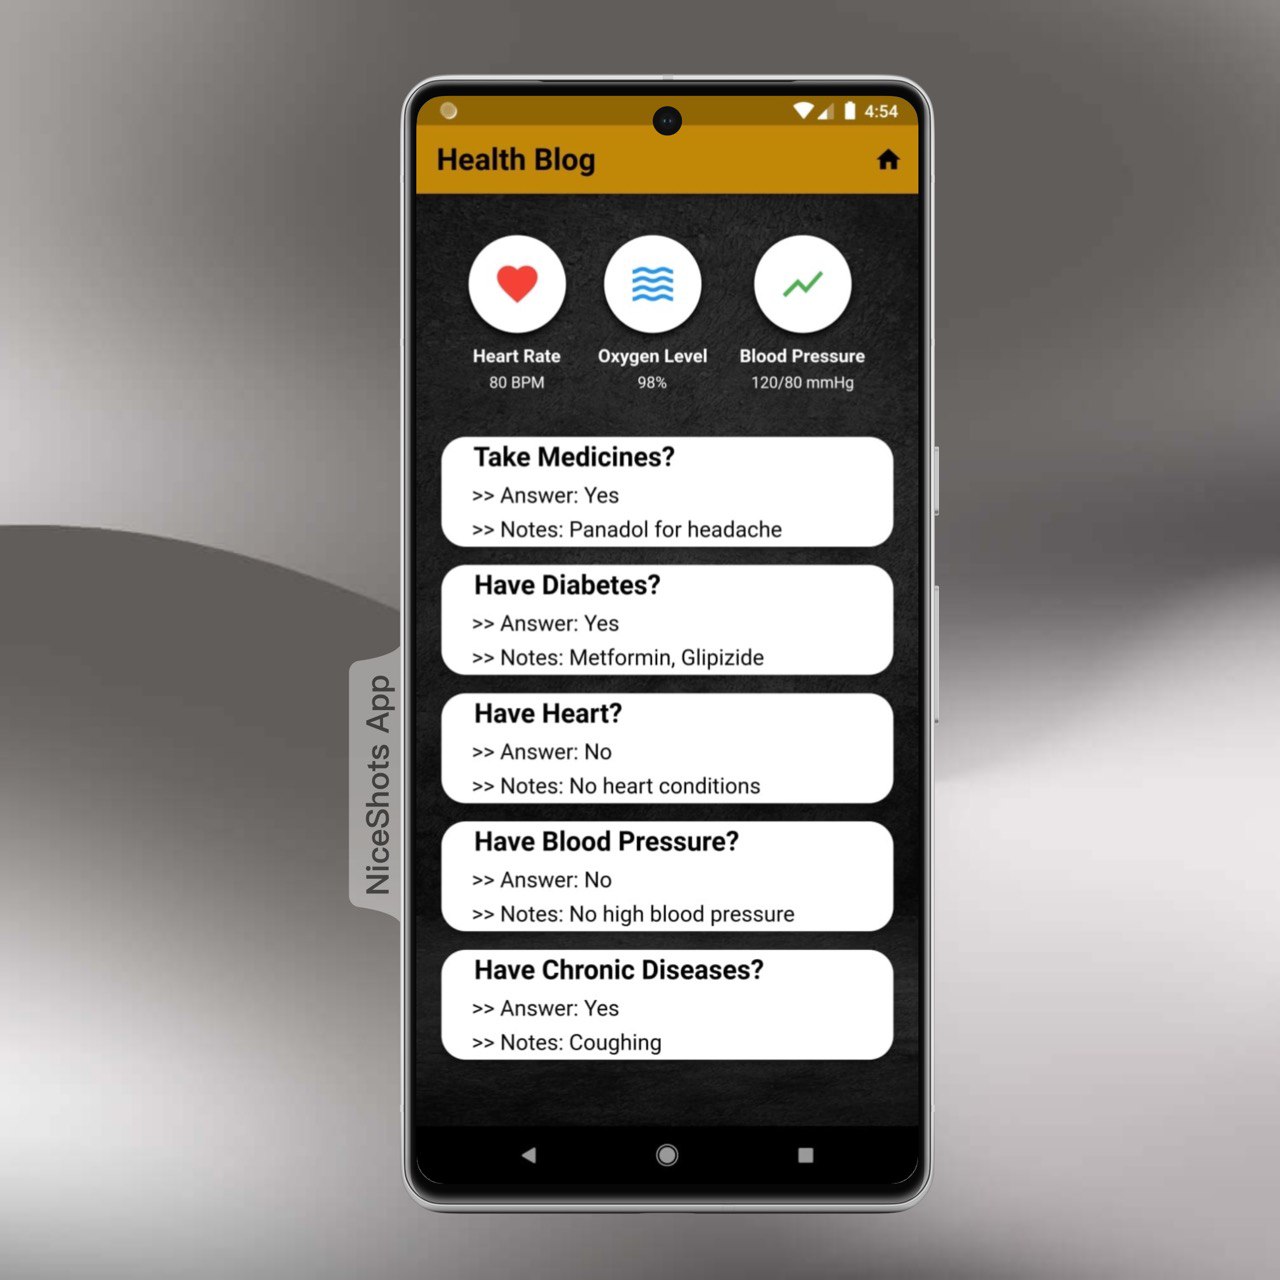 4:54
Health Blog
Heart Rate
80 BPM
Oxygen Level
98%
Blood Pressure
120/80 mmHg
Take Medicines?
>> Answer: Yes
>> Notes: Panadol for headache
Have Diabetes?
>> Answer: Yes
>> Notes: Metformin, Glipizide
Have Heart?
>> Answer: No
>> Notes: No heart conditions
Have Blood Pressure?
>> Answer: No
>> Notes: No high blood pressure
Have Chronic Diseases?
>> Answer: Yes
>> Notes: Coughing
NiceShots App